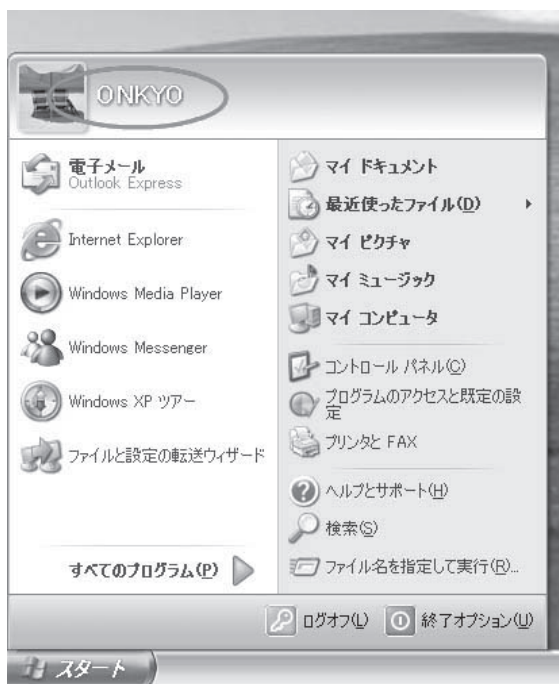 ONKYO
電子メール
Outlook Express
Internet Explorer
Windows Media Player
Windows Messenger
Windows XP ツアー
ファイルと設定の転送ウィザード
すべてのプログラム(P)
マイ ドキュメント
最近使ったファイル(D)
マイ ピクチャ
マイ ミュージック
マイ コンピュータ
コントロール パネル(C)
プログラムのアクセスと既定の設
定
プリンタと FAX
ヘルプとサポート(H)
検索(S)
ファイル名を指定して実行(R)...
ログオフ(L)
終了オプション(U)
スタート